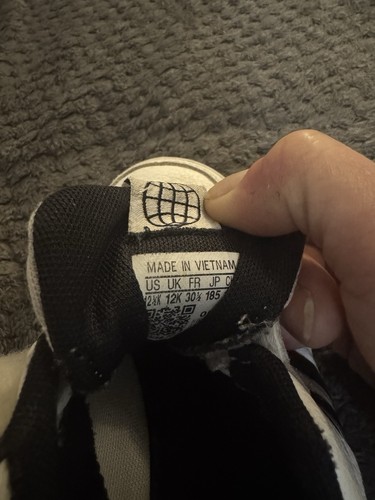 MADE IN VIETNAM
US UK FR JP C
12½K 12K 30½ 185